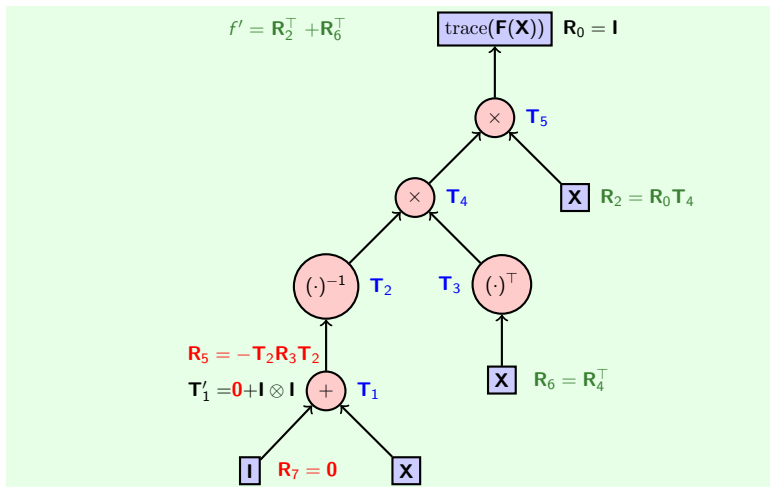 f′ = R₂⊤ +R₆⊤ trace(F(X)) R₀ = I
× T₅
× T₄ X R₂ = R₀T₄
(·)⁻¹ T₂ T₃ (·)⊤
R₅ = −T₂R₃T₂
X R₆ = R₄⊤
T₁′ =0+I ⊗ I + T₁
I R₇ = 0 X